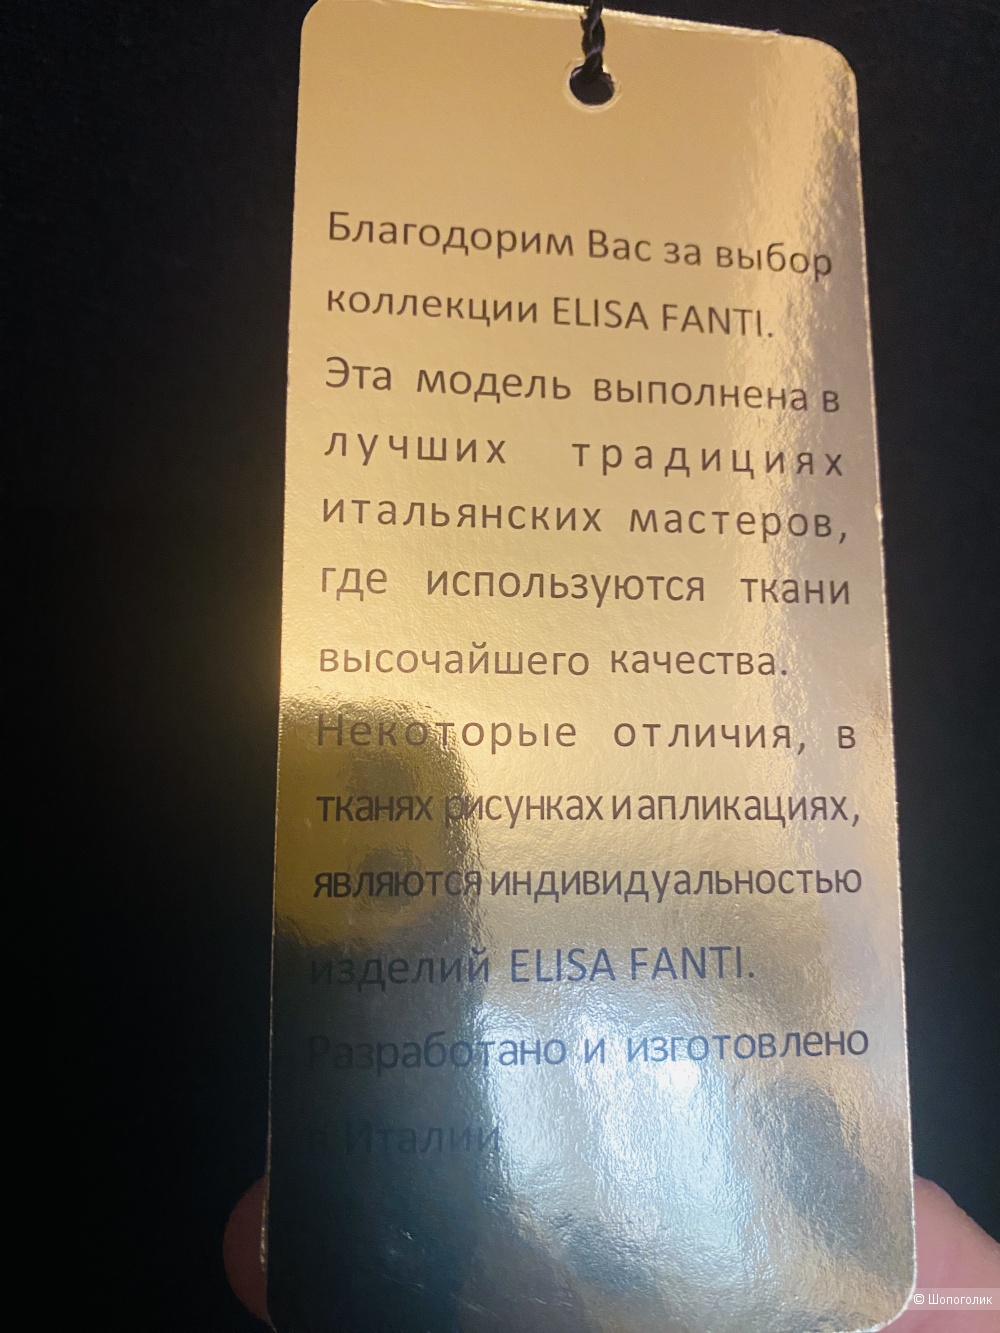 Благодорим Вас за выбор
коллекции ELISA FANTI.
Эта модель выполнена в
лучших традициях
итальянских мастеров,
где используются ткани
высочайшего качества.
Некоторые отличия, в
тканях рисунках и апликациях,
являются индивидуальностью
изделий ELISA FANTI.
Разработано и изготовлено
в Италии
© Шопоголик